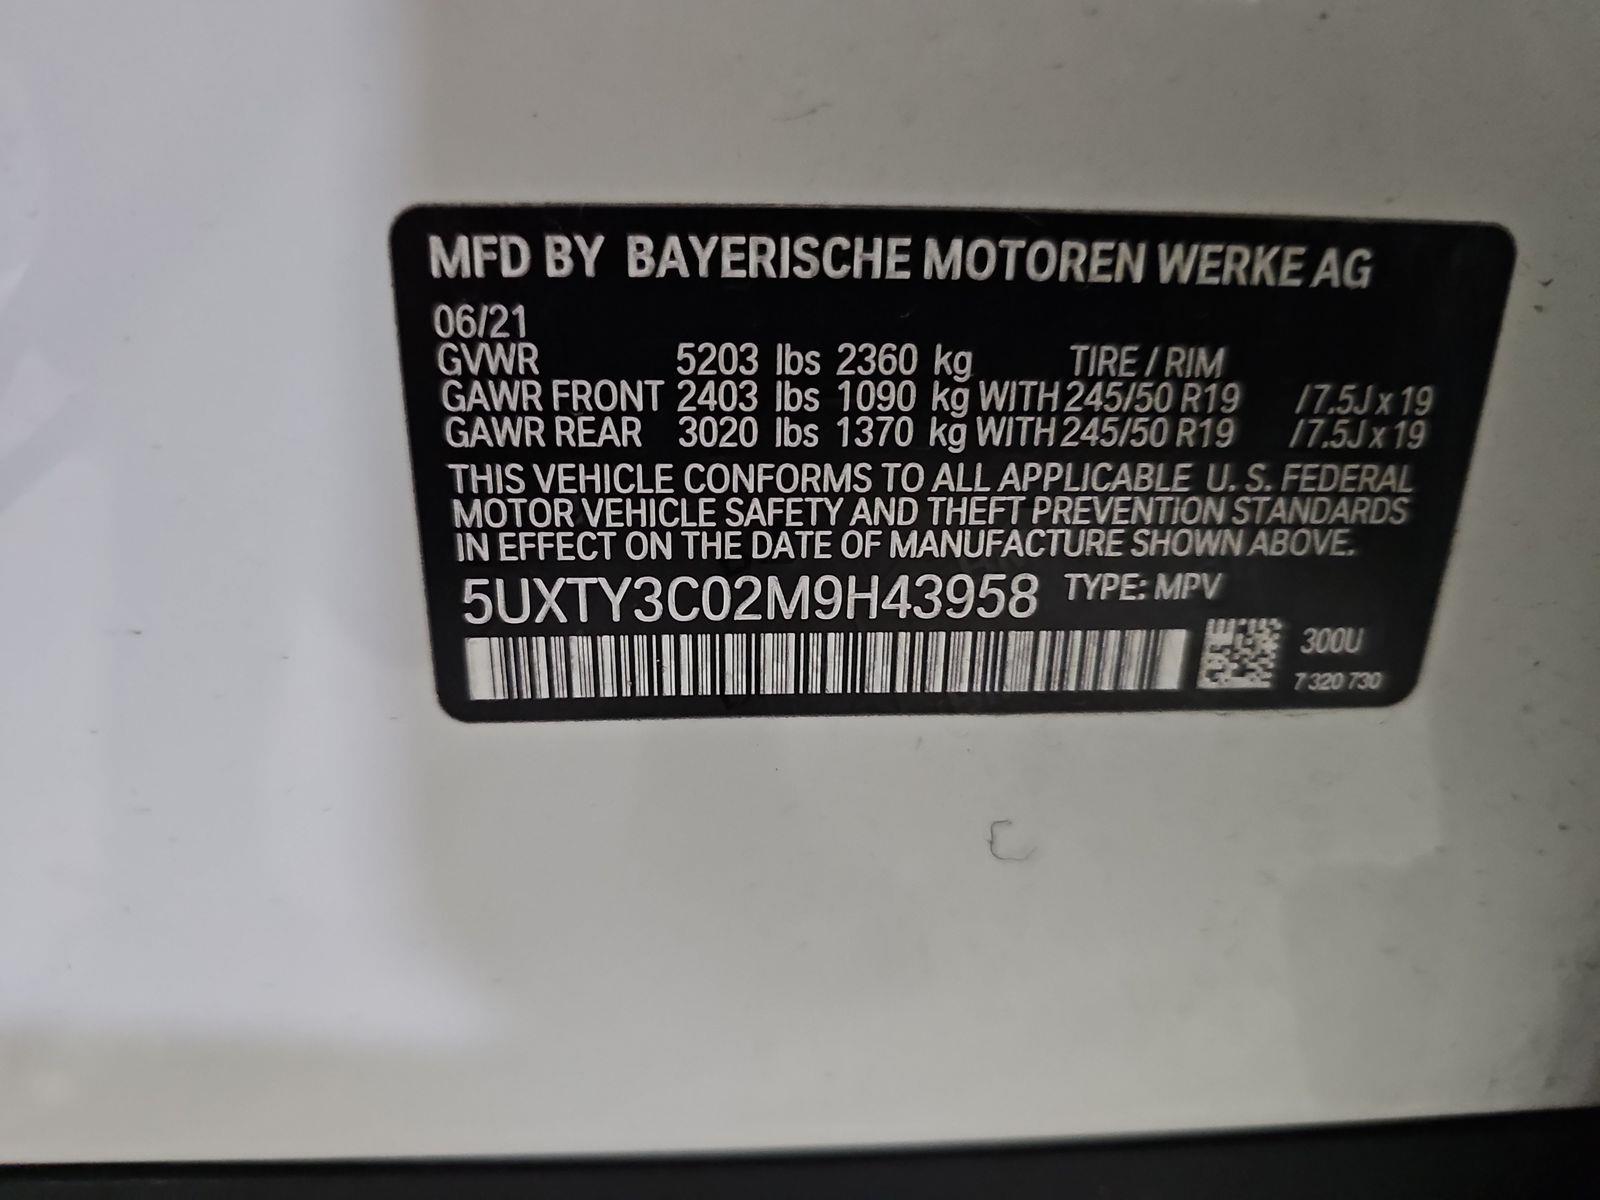 MFD BY BAYERISCHE MOTOREN WERKE AG
06/21
GVWR 5203 lbs 2360 kg TIRE / RIM
GAWR FRONT 2403 lbs 1090 kg WITH 245/50 R19 /7.5J x 19
GAWR REAR 3020 lbs 1370 kg WITH 245/50 R19 /7.5J x 19
THIS VEHICLE CONFORMS TO ALL APPLICABLE U. S. FEDERAL
MOTOR VEHICLE SAFETY AND THEFT PREVENTION STANDARDS
IN EFFECT ON THE DATE OF MANUFACTURE SHOWN ABOVE.
5UXTY3C02M9H43958 TYPE: MPV
300U
7 320 730